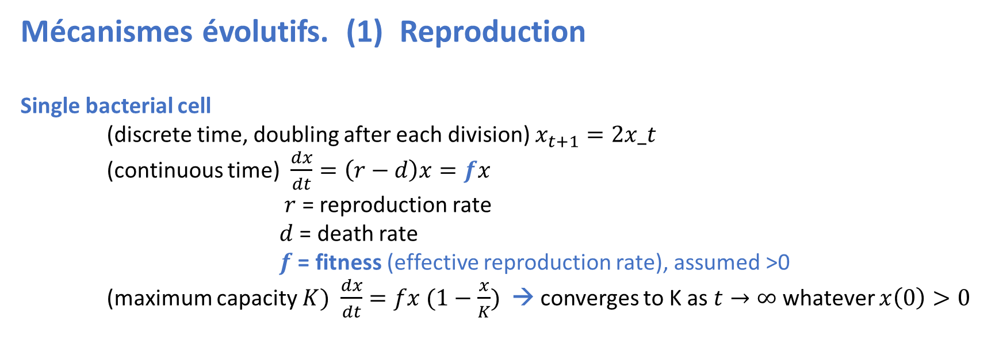 Mécanismes évolutifs. (1) Reproduction
Single bacterial cell
(discrete time, doubling after each division) $x_{t+1} = 2x\_t$
(continuous time) $\frac{dx}{dt} = (r - d)x = \boldsymbol{f}x$
$r$ = reproduction rate
$d$ = death rate
$\boldsymbol{f}$ = fitness (effective reproduction rate), assumed >0
(maximum capacity $K$) $\frac{dx}{dt} = fx\ (1 - \frac{x}{K})$ → converges to K as $t \to \infty$ whatever $x(0) > 0$